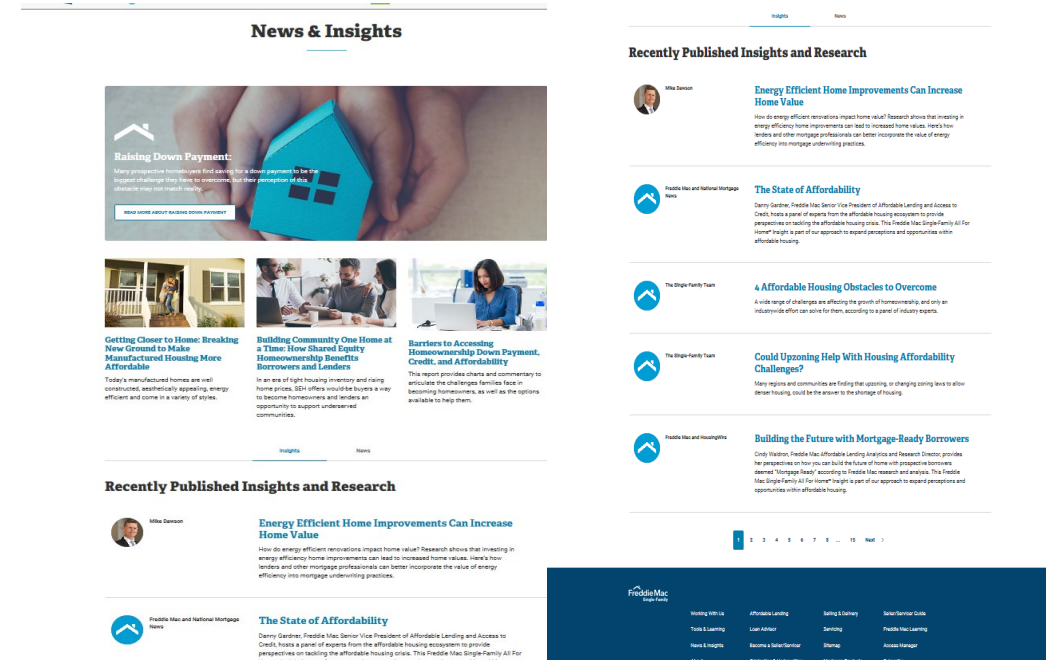 News & Insights
Raising Down Payment:
Many prospective homebuyers find saving for a down payment to be the
biggest challenge they have to overcome, but their perception of this
obstacle may not match reality.
READ MORE ABOUT RAISING DOWN PAYMENT
Getting Closer to Home: Breaking
New Ground to Make
Manufactured Housing More
Affordable
Today's manufactured homes are well
constructed, aesthetically appealing, energy
efficient and come in a variety of styles.
Building Community One Home at
a Time: How Shared Equity
Homeownership Benefits
Borrowers and Lenders
In an era of tight housing inventory and rising
home prices, SEH offers would-be buyers a way
to become homeowners and lenders an
opportunity to support underserved
communities.
Barriers to Accessing
Homeownership Down Payment,
Credit, and Affordability
This report provides charts and commentary to
articulate the challenges families face in
becoming homeowners, as well as the options
available to help them.
Insights
News
Recently Published Insights and Research
Mike Dawson
Energy Efficient Home Improvements Can Increase
Home Value
How do energy efficient renovations impact home value? Research shows that investing in
energy efficiency home improvements can lead to increased home values. Here's how
lenders and other mortgage professionals can better incorporate the value of energy
efficiency into mortgage underwriting practices.
Freddie Mac and National Mortgage
News
The State of Affordability
Danny Gardner, Freddie Mac Senior Vice President of Affordable Lending and Access to
Credit, hosts a panel of experts from the affordable housing ecosystem to provide
perspectives on tackling the affordable housing crisis. This Freddie Mac Single-Family All For
Insights
News
Recently Published Insights and Research
Mike Dawson
Energy Efficient Home Improvements Can Increase
Home Value
How do energy efficient renovations impact home value? Research shows that investing in
energy efficiency home improvements can lead to increased home values. Here's how
lenders and other mortgage professionals can better incorporate the value of energy
efficiency into mortgage underwriting practices.
Freddie Mac and National Mortgage
News
The State of Affordability
Danny Gardner, Freddie Mac Senior Vice President of Affordable Lending and Access to
Credit, hosts a panel of experts from the affordable housing ecosystem to provide
perspectives on tackling the affordable housing crisis. This Freddie Mac Single-Family All For
Home® Insight is part of our approach to expand perceptions and opportunities within
affordable housing.
The Single-Family Team
4 Affordable Housing Obstacles to Overcome
A wide range of challenges are affecting the growth of homeownership, and only an
industrywide effort can solve for them, according to a panel of industry experts.
The Single-Family Team
Could Upzoning Help With Housing Affordability
Challenges?
Many regions and communities are finding that upzoning, or changing zoning laws to allow
denser housing, could be the answer to the shortage of housing.
Freddie Mac and HousingWire
Building the Future with Mortgage-Ready Borrowers
Cindy Waldron, Freddie Mac Affordable Lending Analytics and Research Director, provides
her perspectives on how you can build the future of home with prospective borrowers
deemed "Mortgage Ready" according to Freddie Mac research and analysis. This Freddie
Mac Single-Family All For Home® Insight is part of our approach to expand perceptions and
opportunities within affordable housing.
1 2 3 4 5 6 7 8 ... 15 Next
Freddie Mac
Single-Family
Working With Us Affordable Lending Selling & Delivery Seller/Servicer Guide
Tools & Learning Loan Advisor Servicing Freddie Mac Learning
News & Insights Become a Seller/Servicer Sitemap Access Manager